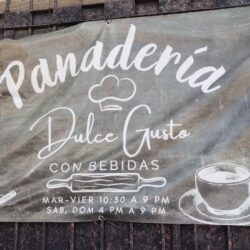 Panadería
Dulce Gusto
CON BEBIDAS
MAR-VIER 10:30 A 9 PM
SAB, DOM 4 PM A 9 PM